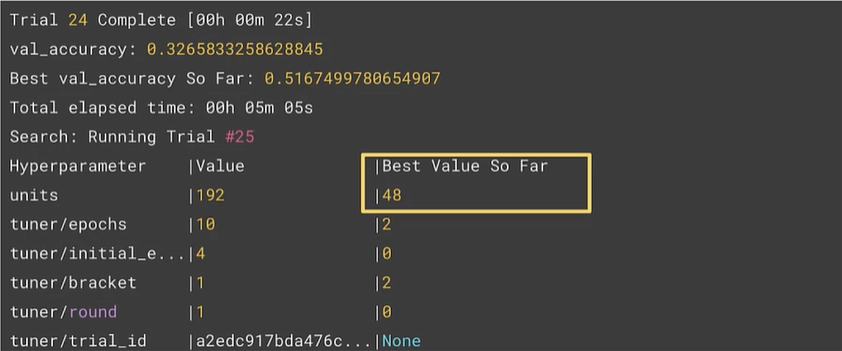 Trial 24 Complete [00h 00m 22s]
val_accuracy: 0.3265833258628845
Best val_accuracy So Far: 0.5167499780654907
Total elapsed time: 00h 05m 05s
Search: Running Trial #25
Hyperparameter |Value |Best Value So Far
units |192 |48
tuner/epochs |10 |2
tuner/initial_e...|4 |0
tuner/bracket |1 |2
tuner/round |1 |0
tuner/trial_id |a2edc917bda476c...|None